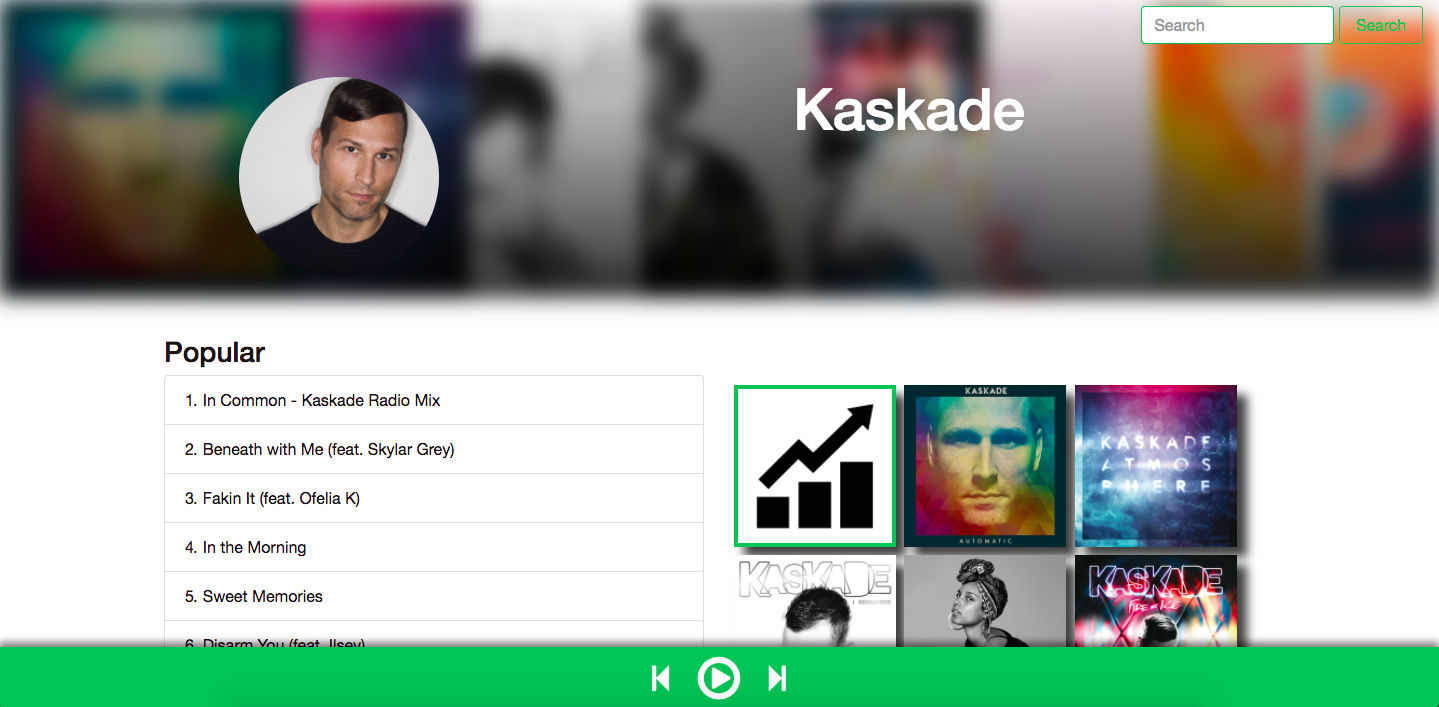 Search
Search
Kaskade
Popular
1. In Common - Kaskade Radio Mix
2. Beneath with Me (feat. Skylar Grey)
3. Fakin It (feat. Ofelia K)
4. In the Morning
5. Sweet Memories
6. Disarm You (feat. Ilsey)
KASKADE
AUTOMATIC
KASKADE
ATMOS
PHERE
KASKADE
I REMEMBER
KASKADE
FIRE & ICE